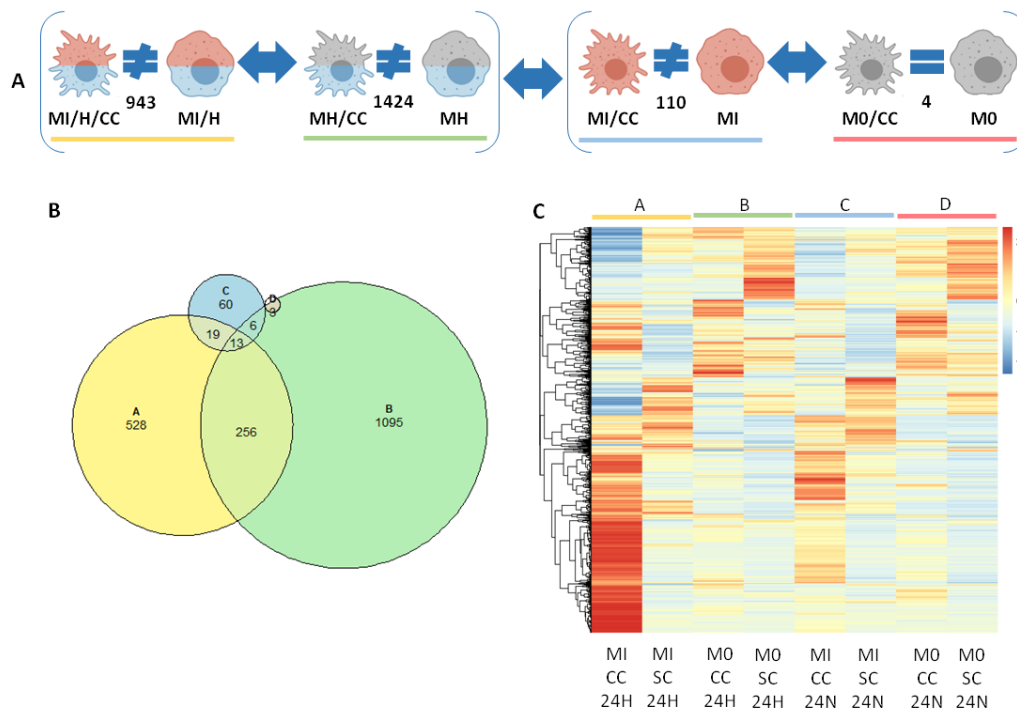 A
943
1424
110
4
MI/H/CC MI/H MH/CC MH MI/CC MI M0/CC M0
B
C
A B C D
C
60
D
3
6
19
13
A
528
256
B
1095
MI MI M0 M0 MI MI M0 M0
CC SC CC SC CC SC CC SC
24H 24H 24H 24H 24N 24N 24N 24N